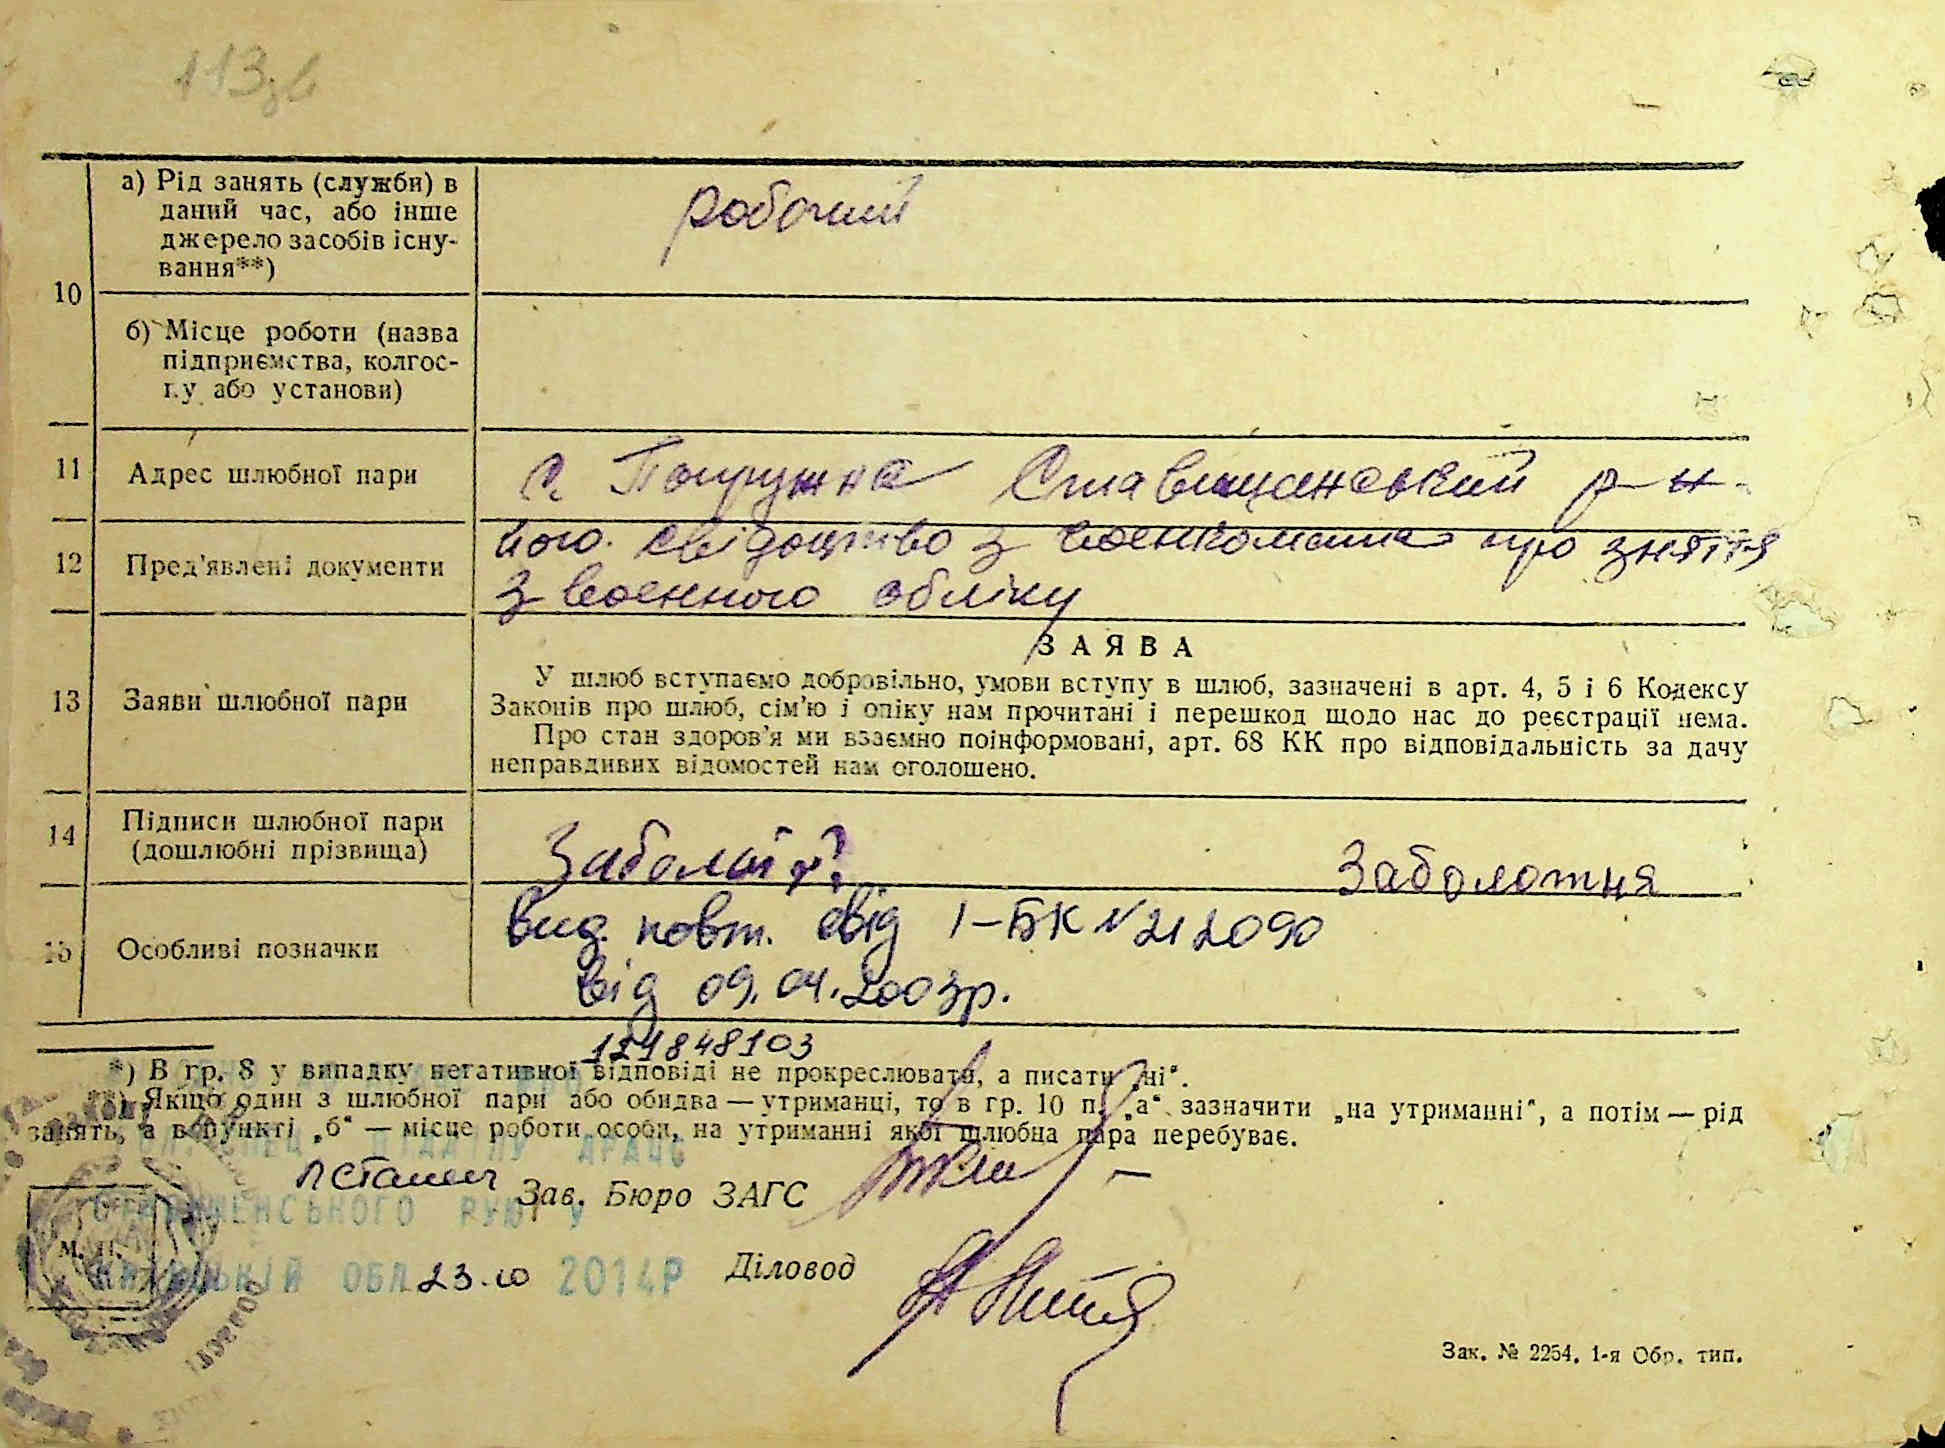 113зв
а) Рід занять (служби) в
даний час, або інше
джерело засобів існу-
вання**)
робочий
10
б) Місце роботи (назва
підприємства, колгос-
пу або установи)
11
Адрес шлюбної пари
с. Ставищанський р-н
12
Пред'явлені документи
його. свідоцтво з военкомата про зняття
з военного обліку
13
Заяви шлюбної пари
ЗАЯВА
У шлюб вступаємо добровільно, умови вступу в шлюб, зазначені в арт. 4, 5 і 6 Кодексу
Законів про шлюб, сім'ю і опіку нам прочитані і перешкод щодо нас до реєстрації нема.
Про стан здоров'я ми взаємно поінформовані, арт. 68 КК про відповідальність за дачу
неправдивих відомостей нам оголошено.
14
Підписи шлюбної пари
(дошлюбні прізвища)
Заболотня
15
Особливі позначки
вид. повт. свід І-БК №212090
від 09.04.2003р.
*) В гр. 8 у випадку негативної відповіді не прокреслювати, а писати „ні“.
**) Якщо один з шлюбної пари або обидва — утриманці, то в гр. 10 п. „а“ зазначити „на утриманні“, а потім — рід
занять, а в пункті „б“ — місце роботи особи, на утриманні якої шлюбна пара перебуває.
Зав. Бюро ЗАГС
М. П.
ОБЛ 23.10 2014Р
Діловод
Зак. № 2254. 1-я Обр. тип.